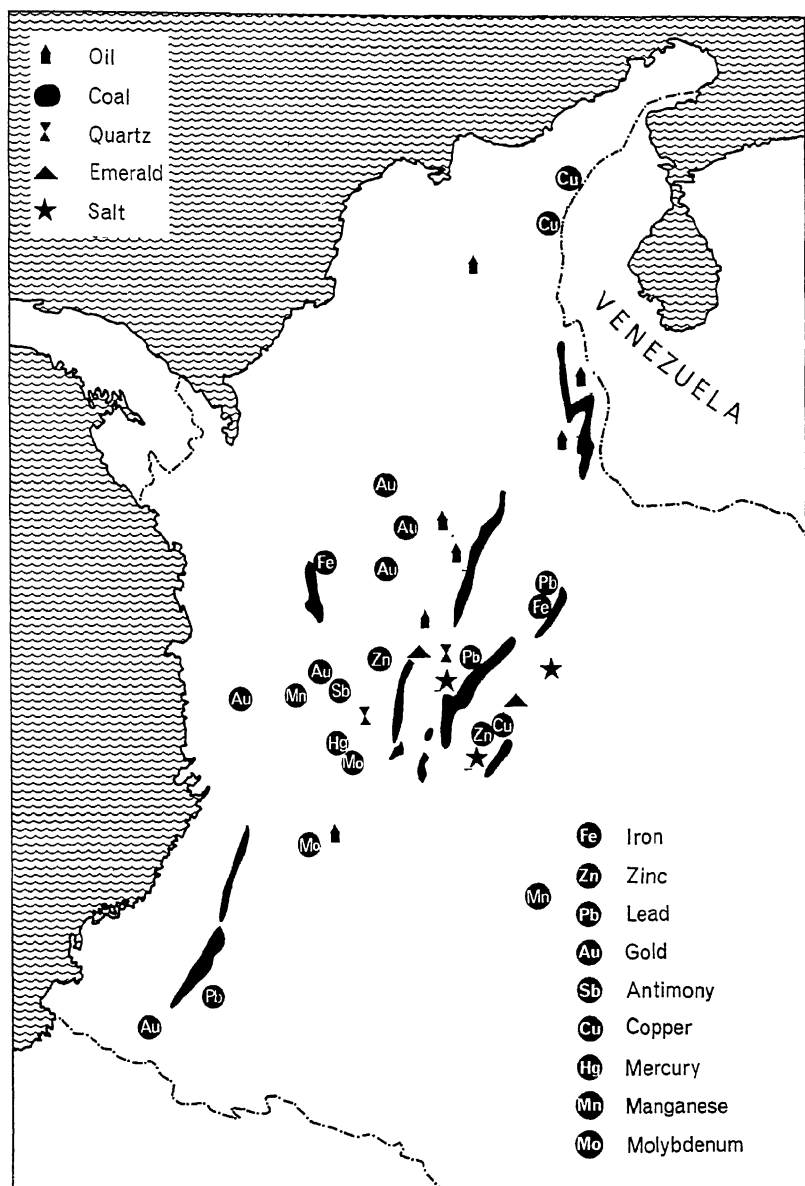 Oil
Coal
Quartz
Emerald
Salt
Cu
Cu
VENEZUELA
Au
Au
Fe
Au
Pb
Fe
Zn
Pb
Au
Sb
Mn
Au
Cu
Zn
Hg
Mo
Mo
Mn
Pb
Au
Fe Iron
Zn Zinc
Pb Lead
Au Gold
Sb Antimony
Cu Copper
Hg Mercury
Mn Manganese
Mo Molybdenum